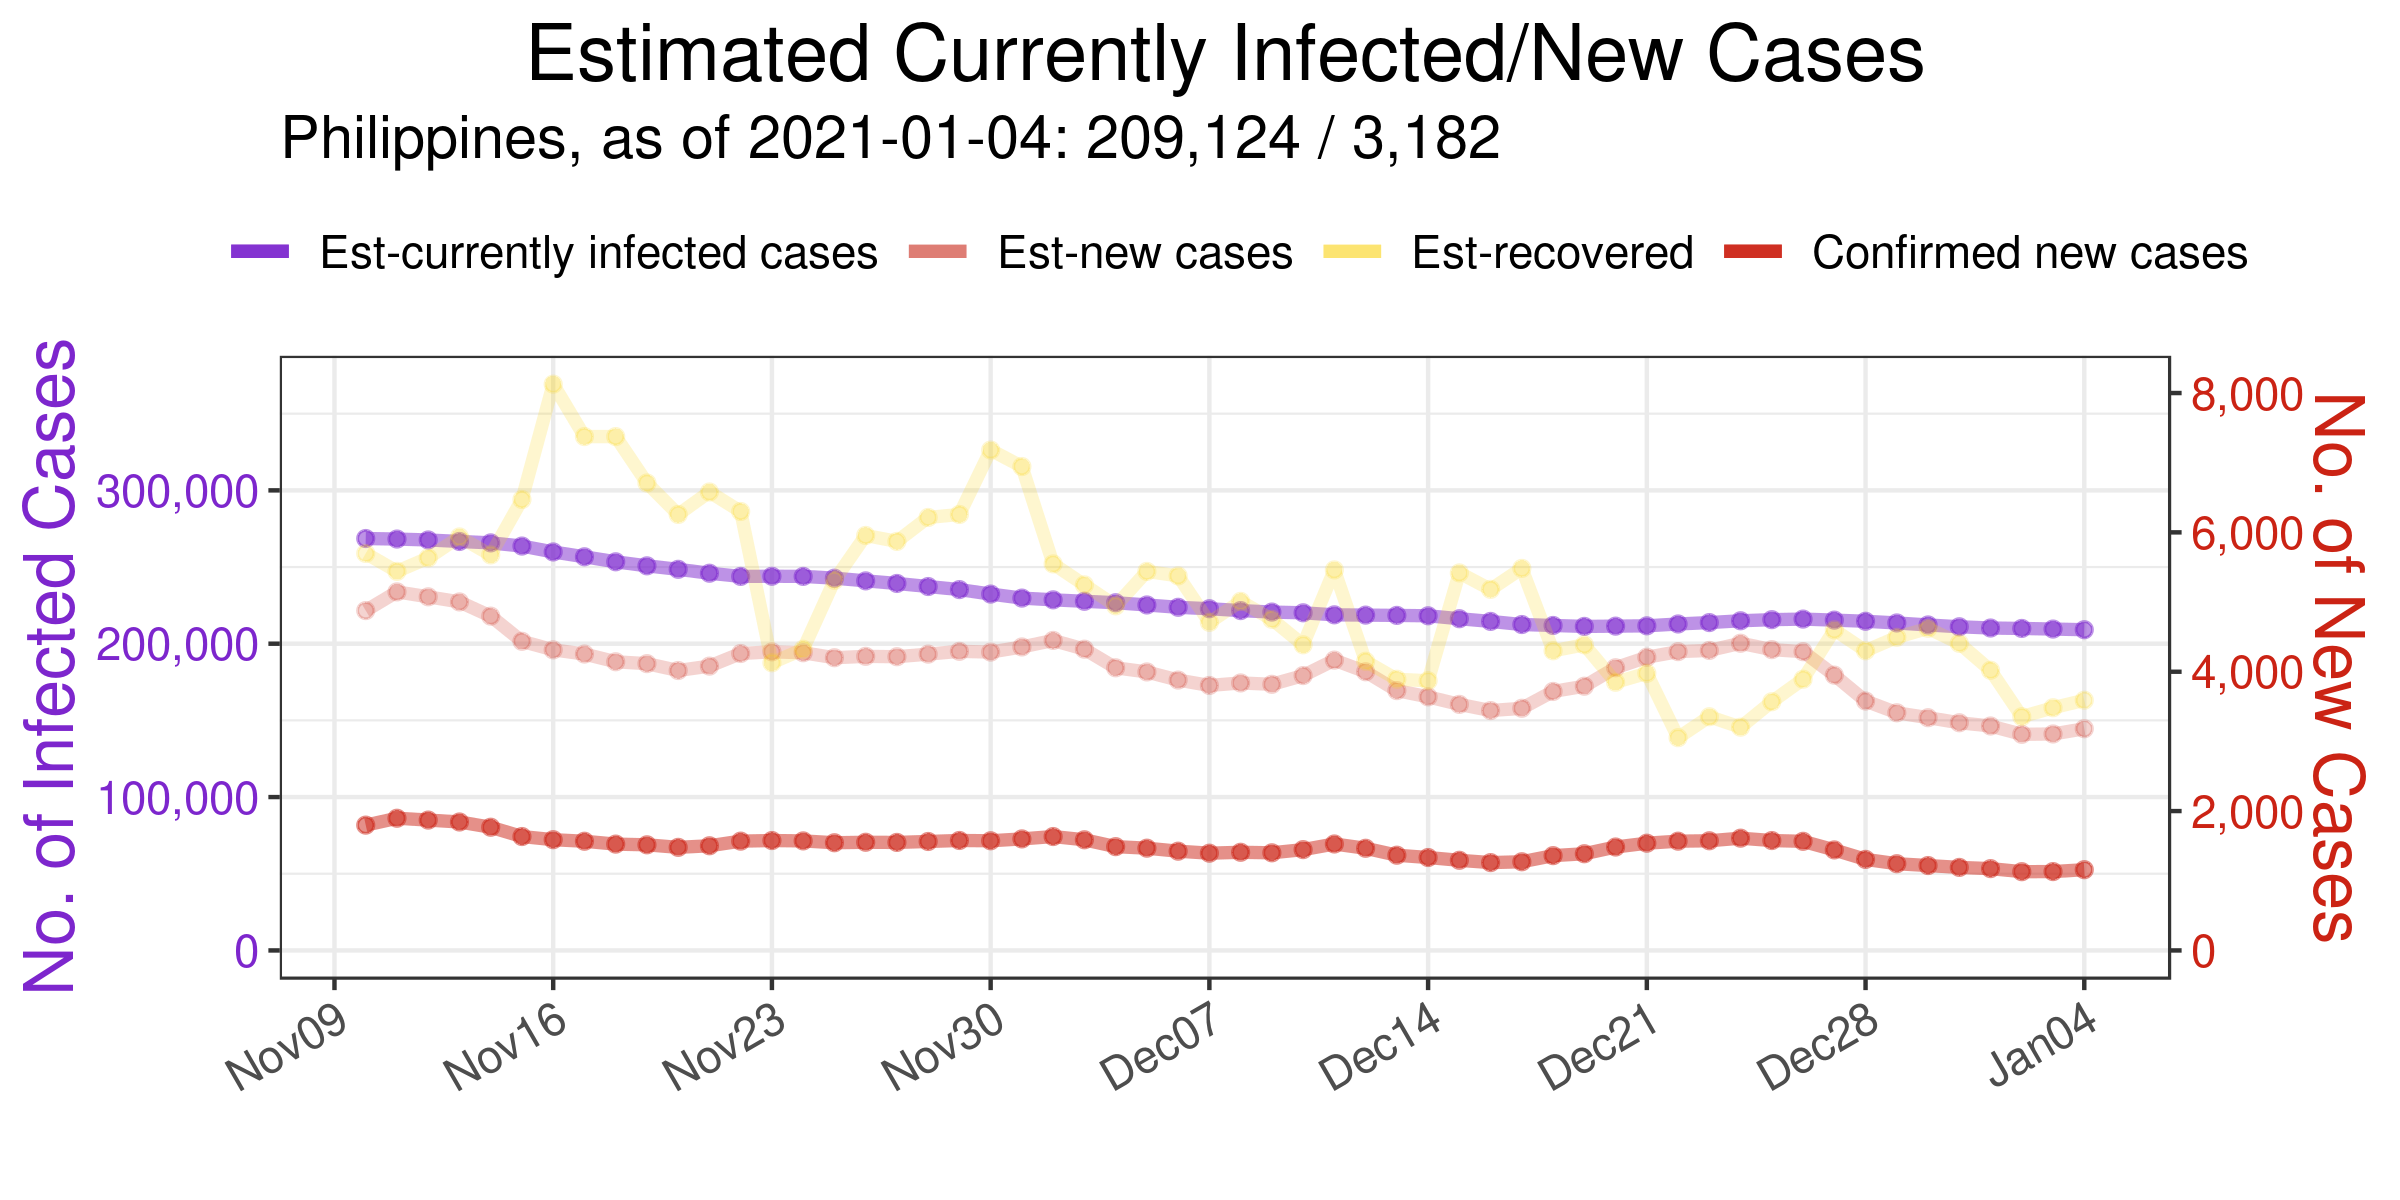 Estimated Currently Infected/New Cases
Philippines, as of 2021-01-04: 209,124 / 3,182
Est-currently infected cases Est-new cases Est-recovered Confirmed new cases
No. of Infected Cases
300,000
200,000
100,000
0
8,000
6,000
4,000
2,000
0
No. of New Cases
Nov09 Nov16 Nov23 Nov30 Dec07 Dec14 Dec21 Dec28 Jan04